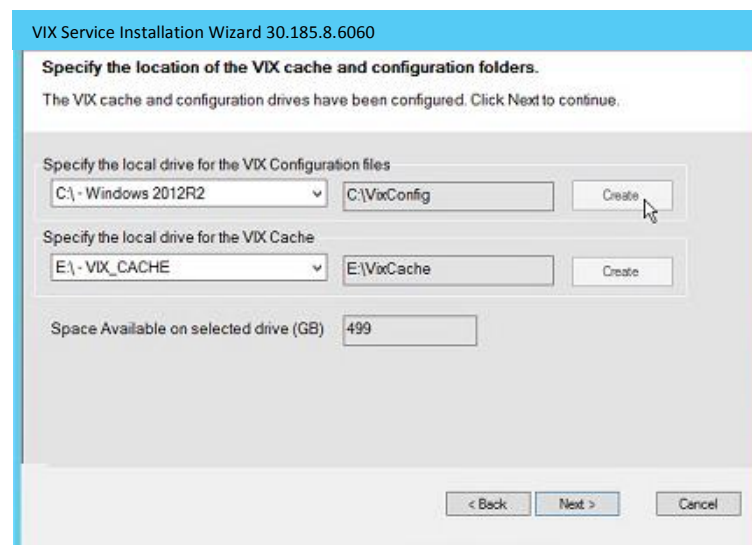 VIX Service Installation Wizard 30.185.8.6060
Specify the location of the VIX cache and configuration folders.
The VIX cache and configuration drives have been configured. Click Next to continue.
Specify the local drive for the VIX Configuration files
C:\ - Windows 2012R2 C:\VixConfig Create
Specify the local drive for the VIX Cache
E:\ - VIX_CACHE E:\VixCache Create
Space Available on selected drive (GB) 499
< Back Next > Cancel